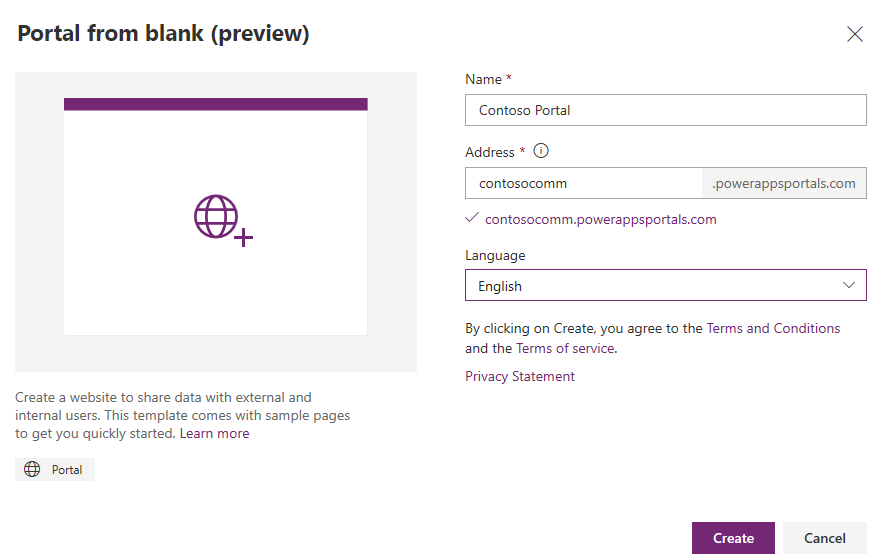 Portal from blank (preview)
Name *
Contoso Portal
Address *
contosocomm
.powerappsportals.com
contosocomm.powerappsportals.com
Language
English
By clicking on Create, you agree to the Terms and Conditions
and the Terms of service.
Privacy Statement
Create a website to share data with external and
internal users. This template comes with sample pages
to get you quickly started. Learn more
Portal
Create
Cancel